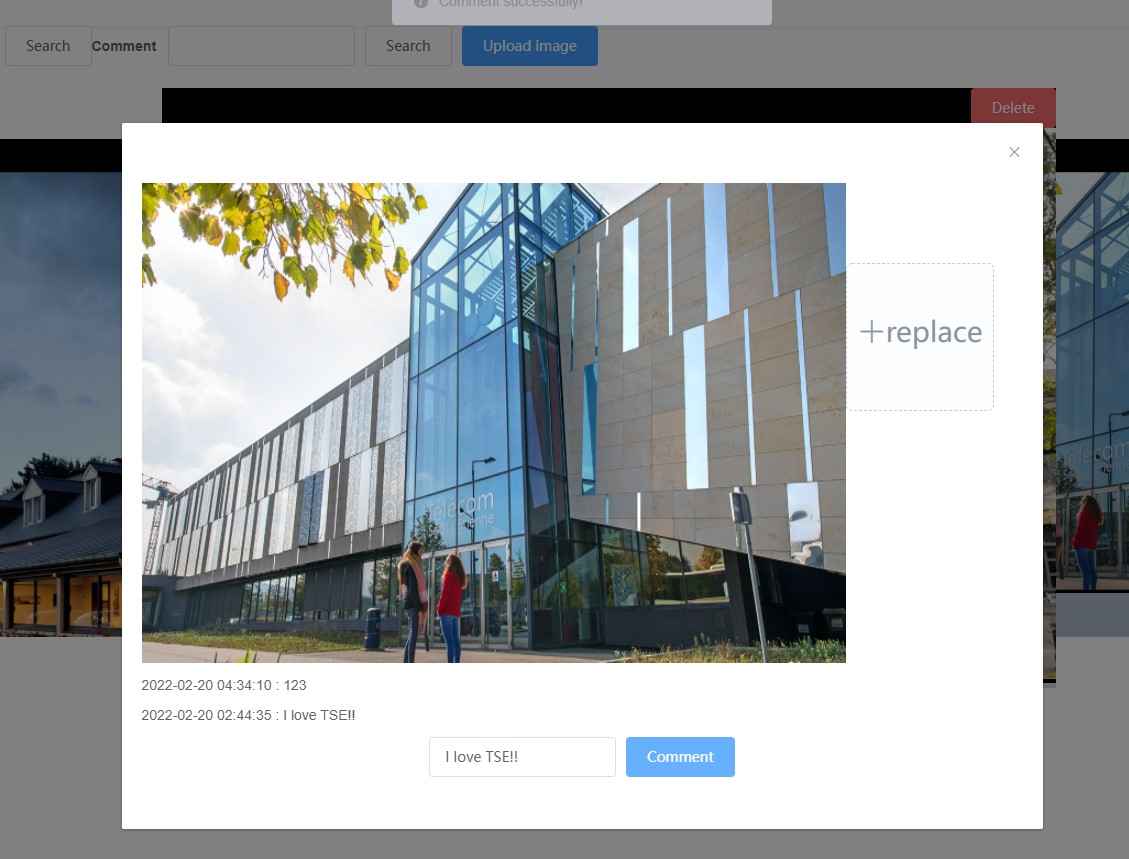 Comment successfully!
Search
Comment
Search
Upload image
Delete
+replace
télécom
2022-02-20 04:34:10 : 123
2022-02-20 02:44:35 : I love TSE!!
I love TSE!!
Comment